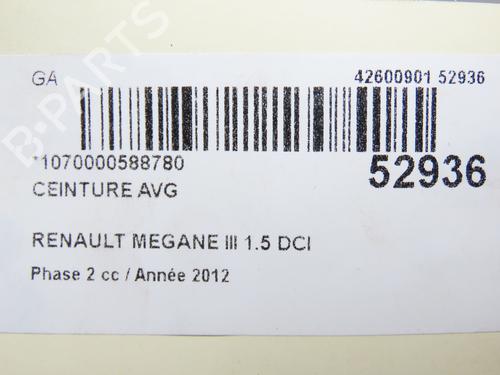 B-PARTS
GA
42600901 52936
*1070000588780
52936
CEINTURE AVG
RENAULT MEGANE III 1.5 DCI
Phase 2 cc / Année 2012